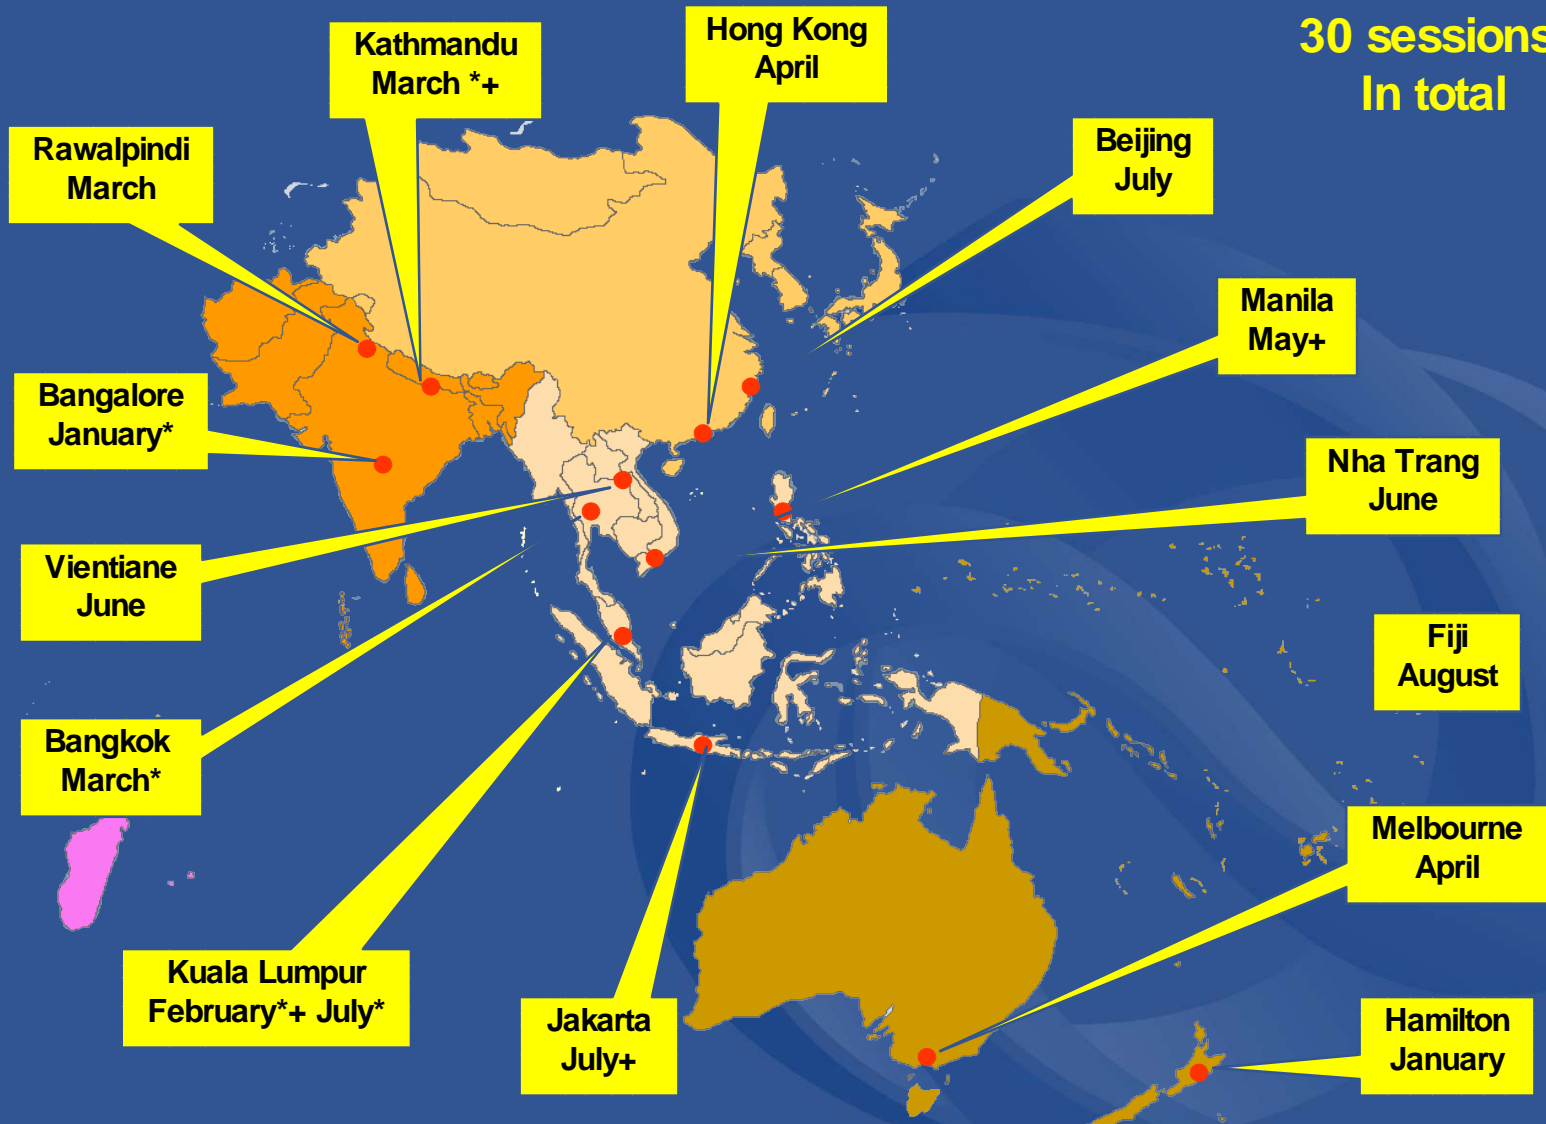 30 sessions
In total
Kathmandu
March *+
Hong Kong
April
Rawalpindi
March
Beijing
July
Manila
May+
Bangalore
January*
Nha Trang
June
Vientiane
June
Fiji
August
Bangkok
March*
Melbourne
April
Kuala Lumpur
February*+ July*
Jakarta
July+
Hamilton
January